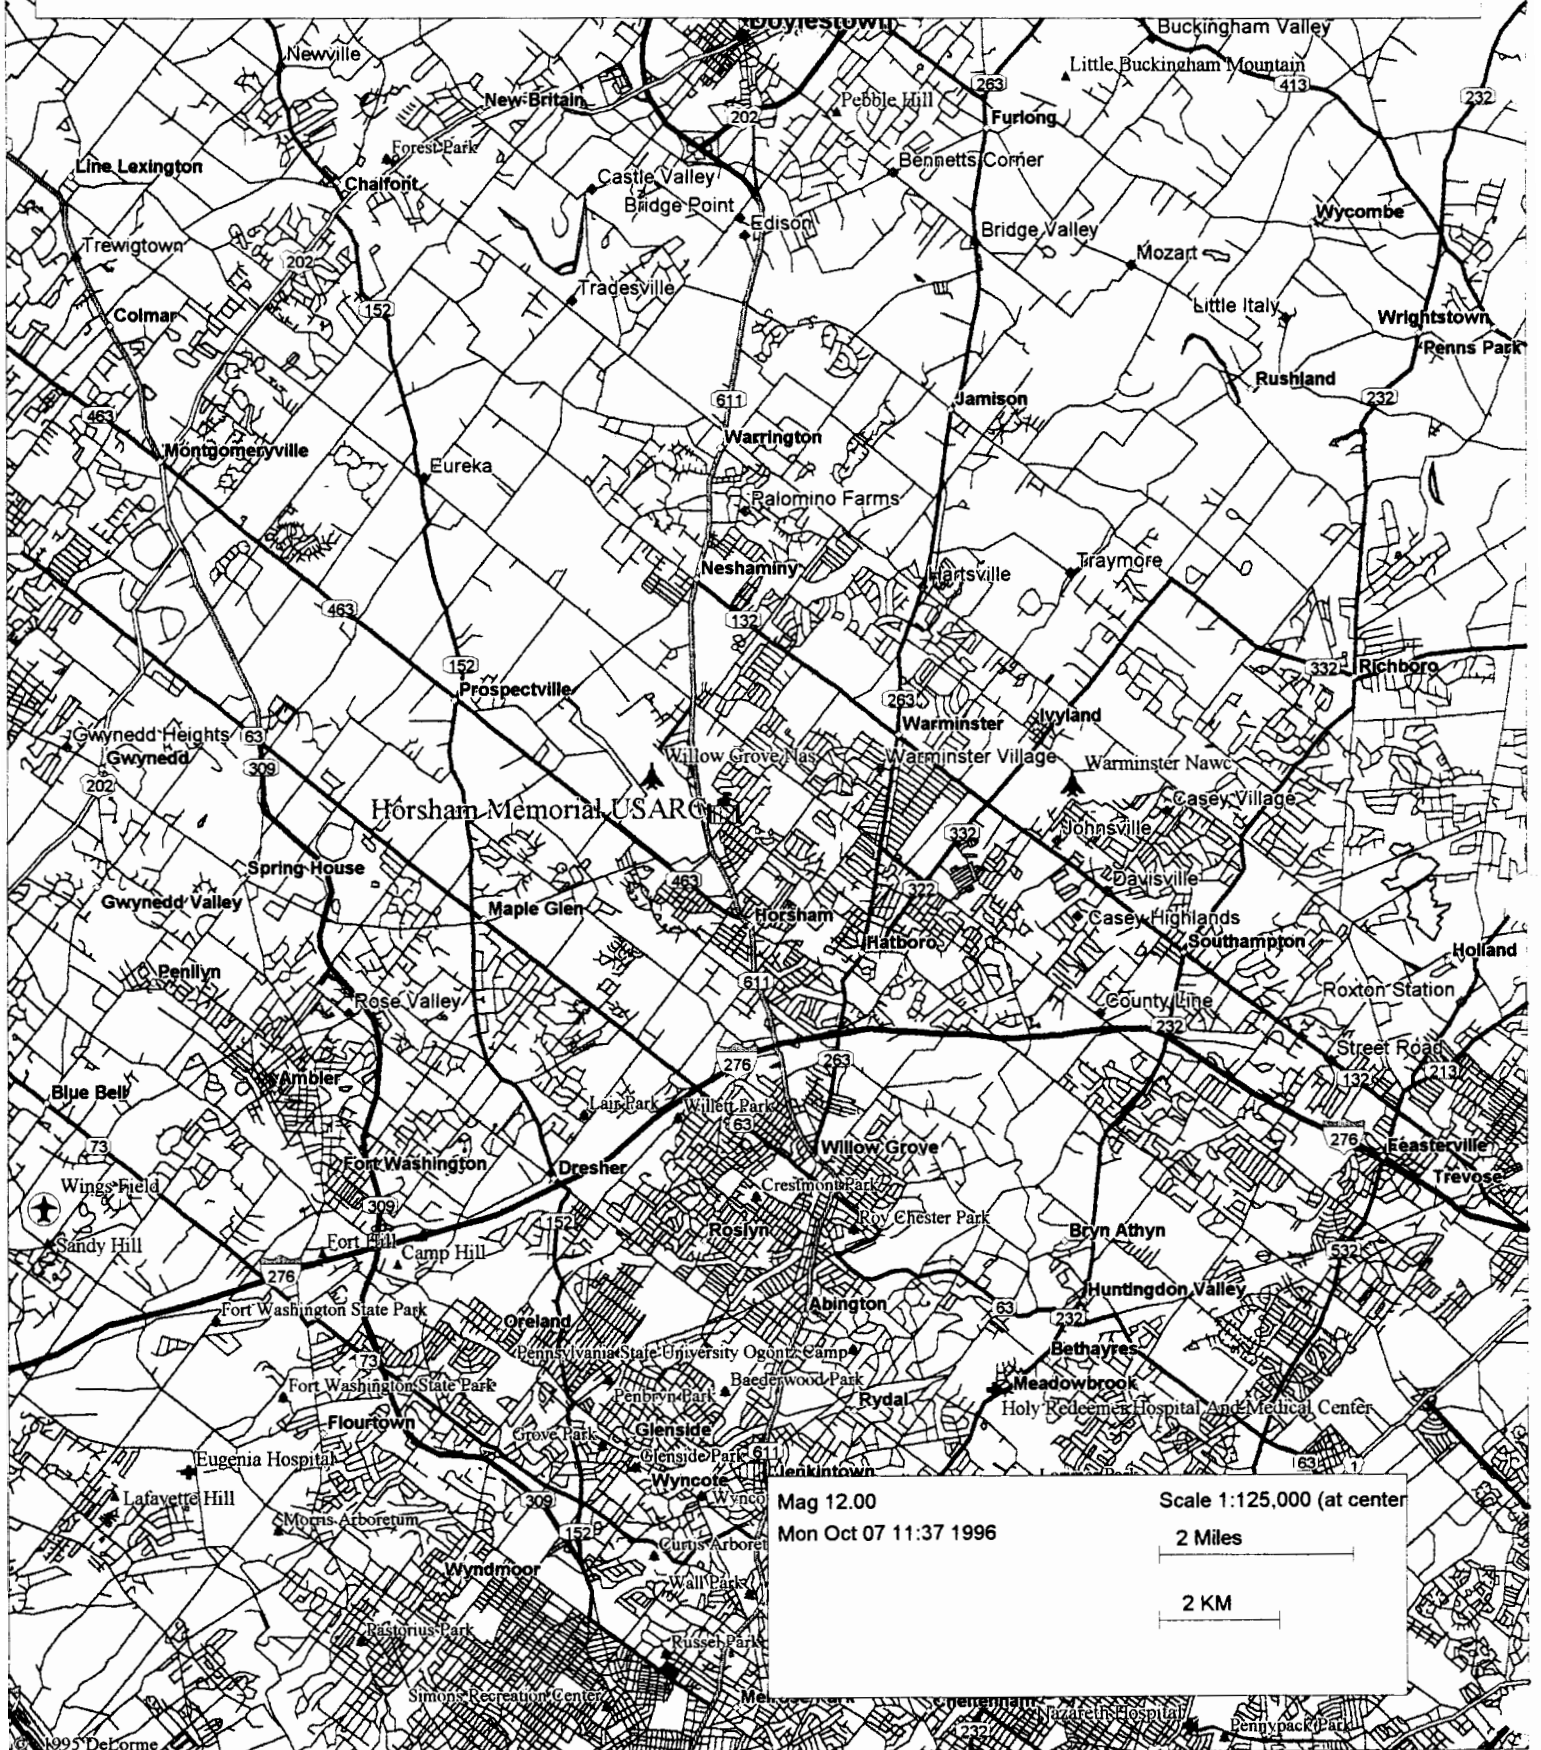 Doylestown
Buckingham Valley
Newville
Little Buckingham Mountain
263
413
232
New Britain
Pebble Hill
202
Furlong
Forest Park
Bennetts Corner
Line Lexington
Castle Valley
Chalfont
Bridge Point
Wycombe
Edison
Bridge Valley
Trewigtown
Mozart
202
Tradesville
152
Little Italy
Colmar
Wrightstown
Penns Park
Rushland
611
Jamison
232
463
Warrington
Montgomeryville
Eureka
Palomino Farms
Neshaminy
Hartsville
Traymore
463
132
152
332
Richboro
Prospectville
263
Ivyland
Warminster
Gwynedd Heights
63
Gwynedd
Willow Grove Nas
Warminster Village
Warminster Nawc
309
202
Casey Village
Horsham Memorial USARC
Johnsville
332
Spring House
463
322
Davisville
Gwynedd Valley
Maple Glen
Horsham
Casey Highlands
Hatboro
Southampton
Holland
Penllyn
611
Roxton Station
Rose Valley
County Line
232
Street Road
276
263
132
213
Ambler
Blue Bell
Lair Park
Willett Park
63
73
276
Feasterville
Willow Grove
Fort Washington
Dresher
Trevose
Wings Field
Crestmont Park
309
152
Roslyn
Roy Chester Park
Bryn Athyn
Sandy Hill
Fort Hill
Camp Hill
532
276
Huntingdon Valley
Fort Washington State Park
Abington
63
232
Oreland
Pennsylvania State University Ogontz Camp
Bethayres
73
Fort Washington State Park
Penbryn Park
Baederwood Park
Meadowbrook
Rydal
Holy Redeemer Hospital And Medical Center
Flourtown
Grove Park
Glenside
Glenside Park
611
Eugenia Hospital
63
1
Jenkintown
Wyncote
Lafayette Hill
309
Wynco
Morris Arboretum
152
Curtis Arboret
Wyndmoor
Wall Park
Pastorius Park
Russel Park
Mag 12.00
Mon Oct 07 11:37 1996
Scale 1:125,000 (at center
2 Miles
2 KM
Simons Recreation Center
Melrose Park
Cheltenham
232
Nazareth Hospital
Pennypack Park
© 1995 DeLorme